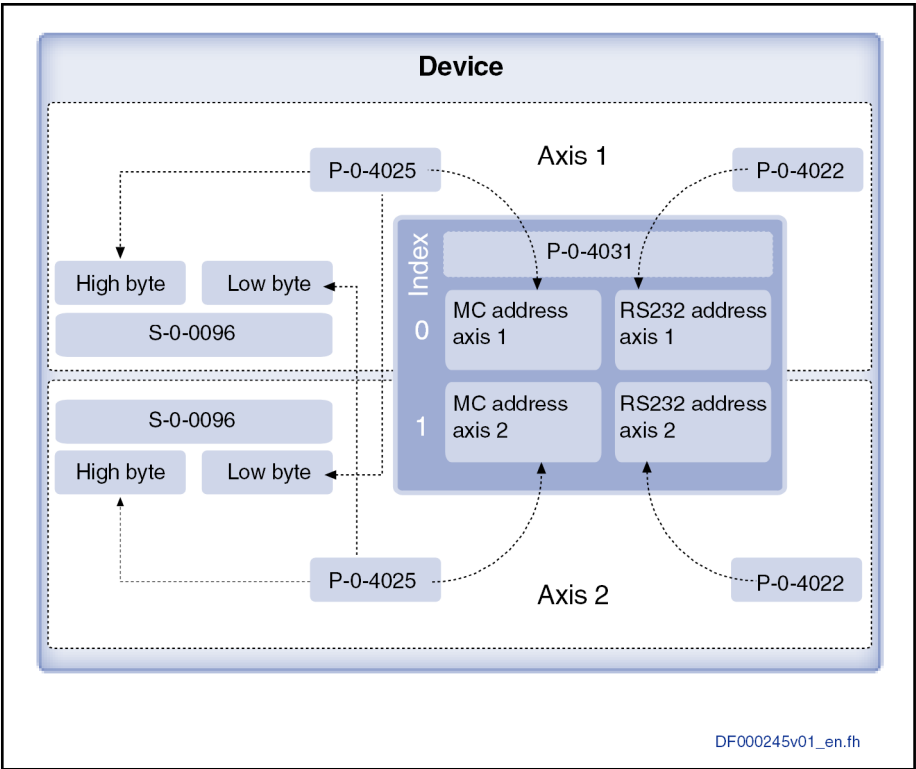 Device
Axis 1
P-0-4025
P-0-4022
Index
P-0-4031
High byte
Low byte
S-0-0096
0
MC address
axis 1
RS232 address
axis 1
S-0-0096
High byte
Low byte
1
MC address
axis 2
RS232 address
axis 2
P-0-4025
Axis 2
P-0-4022
DF000245v01_en.fh